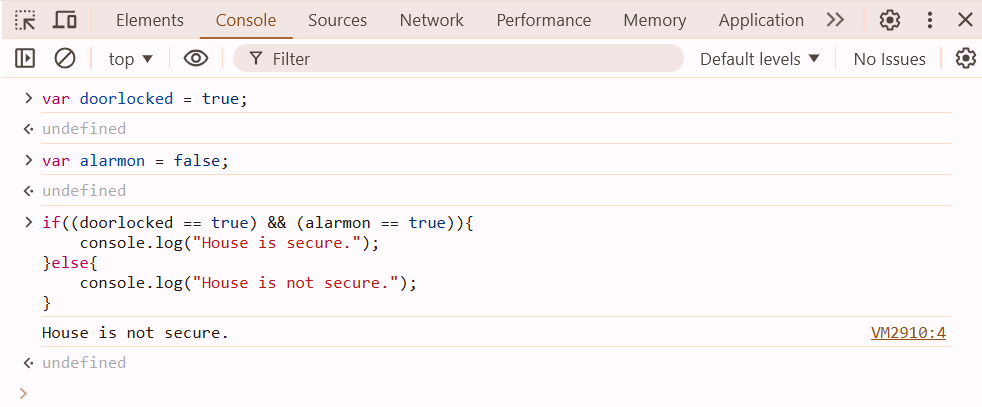 Elements Console Sources Network Performance Memory Application
top Filter Default levels No Issues
var doorlocked = true;
undefined
var alarmon = false;
undefined
if((doorlocked == true) && (alarmon == true)){
    console.log("House is secure.");
}else{
    console.log("House is not secure.");
}
House is not secure. VM2910:4
undefined